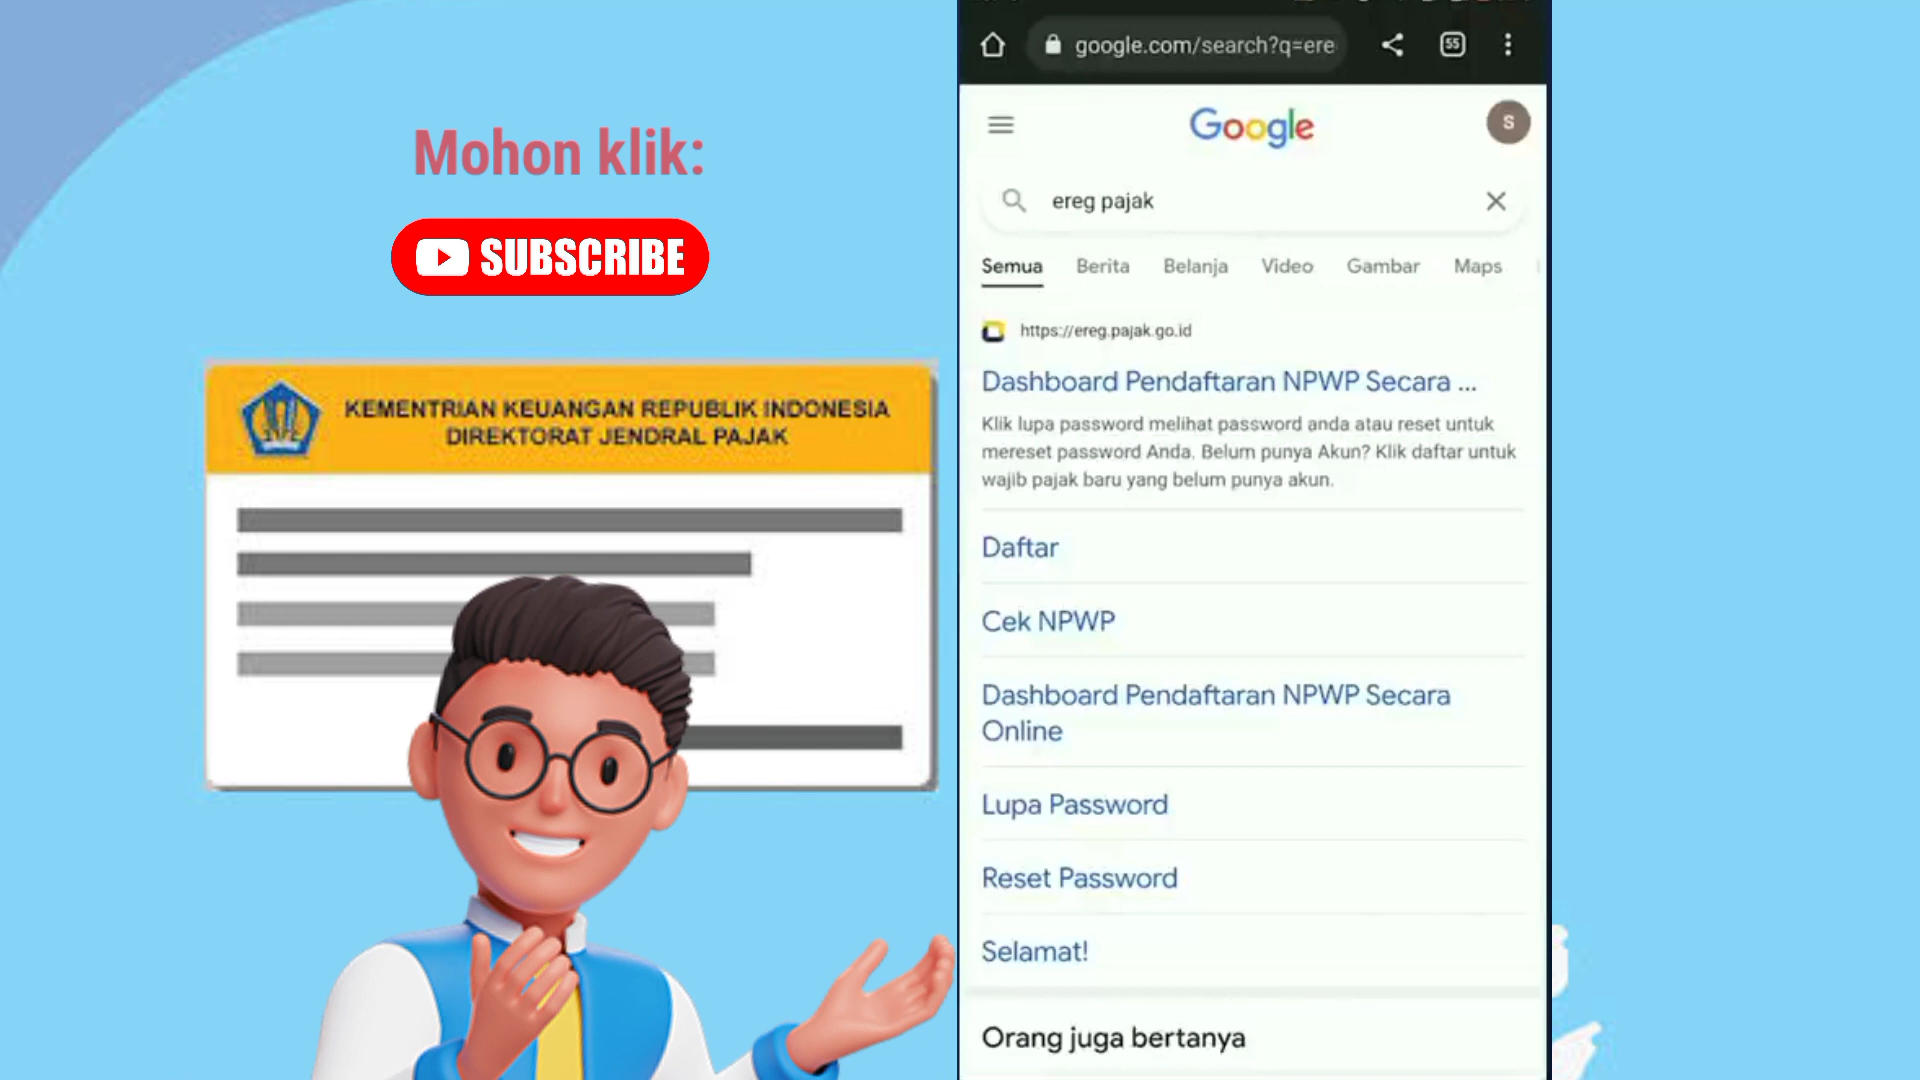 Mohon klik:
SUBSCRIBE
KEMENTRIAN KEUANGAN REPUBLIK INDONESIA
DIREKTORAT JENDRAL PAJAK
google.com/search?q=ere
55
Google
S
ereg pajak
Semua Berita Belanja Video Gambar Maps
https://ereg.pajak.go.id
Dashboard Pendaftaran NPWP Secara ...
Klik lupa password melihat password anda atau reset untuk
mereset password Anda. Belum punya Akun? Klik daftar untuk
wajib pajak baru yang belum punya akun.
Daftar
Cek NPWP
Dashboard Pendaftaran NPWP Secara
Online
Lupa Password
Reset Password
Selamat!
Orang juga bertanya